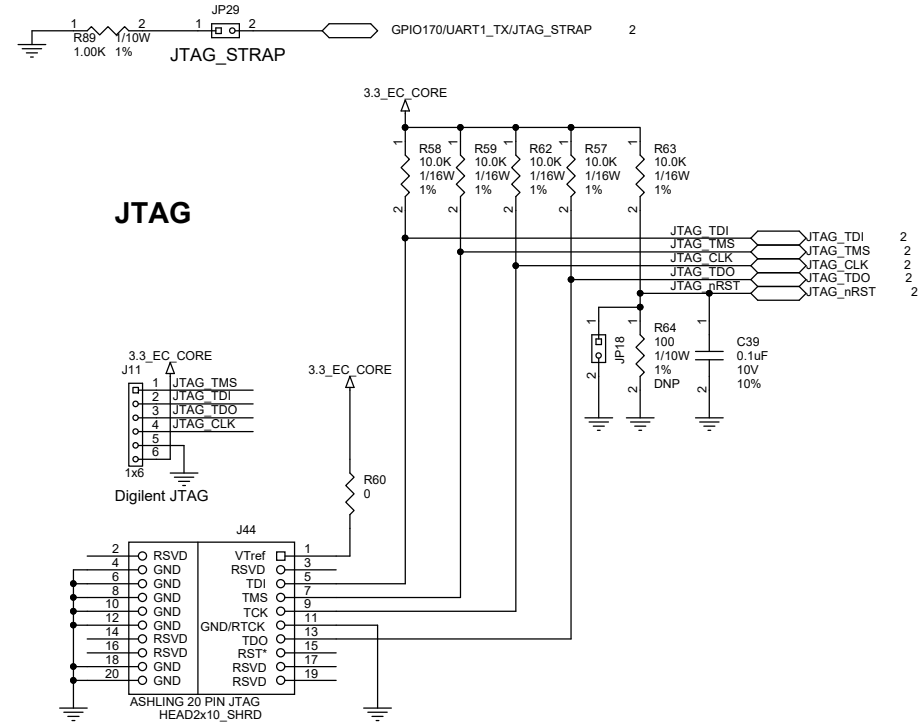 JP29
1 2 1 2
R89 1/10W
1.00K 1%
JTAG_STRAP
GPIO170/UART1_TX/JTAG_STRAP 2
3.3_EC_CORE
1 1 1 1 1
R58 R59 R62 R57 R63
10.0K 10.0K 10.0K 10.0K 10.0K
1/16W 1/16W 1/16W 1/16W 1/16W
1% 1% 1% 1% 1%
2 2 2 2 2
JTAG
JTAG_TDI JTAG_TDI 2
JTAG_TMS JTAG_TMS 2
JTAG_CLK JTAG_CLK 2
JTAG_TDO JTAG_TDO 2
JTAG_nRST JTAG_nRST 2
1 1 1
JP18
2 2 2
R64
100
1/10W
1%
DNP
C39
0.1uF
10V
10%
3.3_EC_CORE
J11
1 JTAG_TMS
2 JTAG_TDI
3 JTAG_TDO
4 JTAG_CLK
5
6
1x6
Digilent JTAG
3.3_EC_CORE
R60
0
J44
2 RSVD VTref 1
4 GND RSVD 3
6 GND TDI 5
8 GND TMS 7
10 GND TCK 9
12 GND GND/RTCK 11
14 RSVD TDO 13
16 RSVD RST* 15
18 GND RSVD 17
20 GND RSVD 19
ASHLING 20 PIN JTAG
HEAD2x10_SHRD